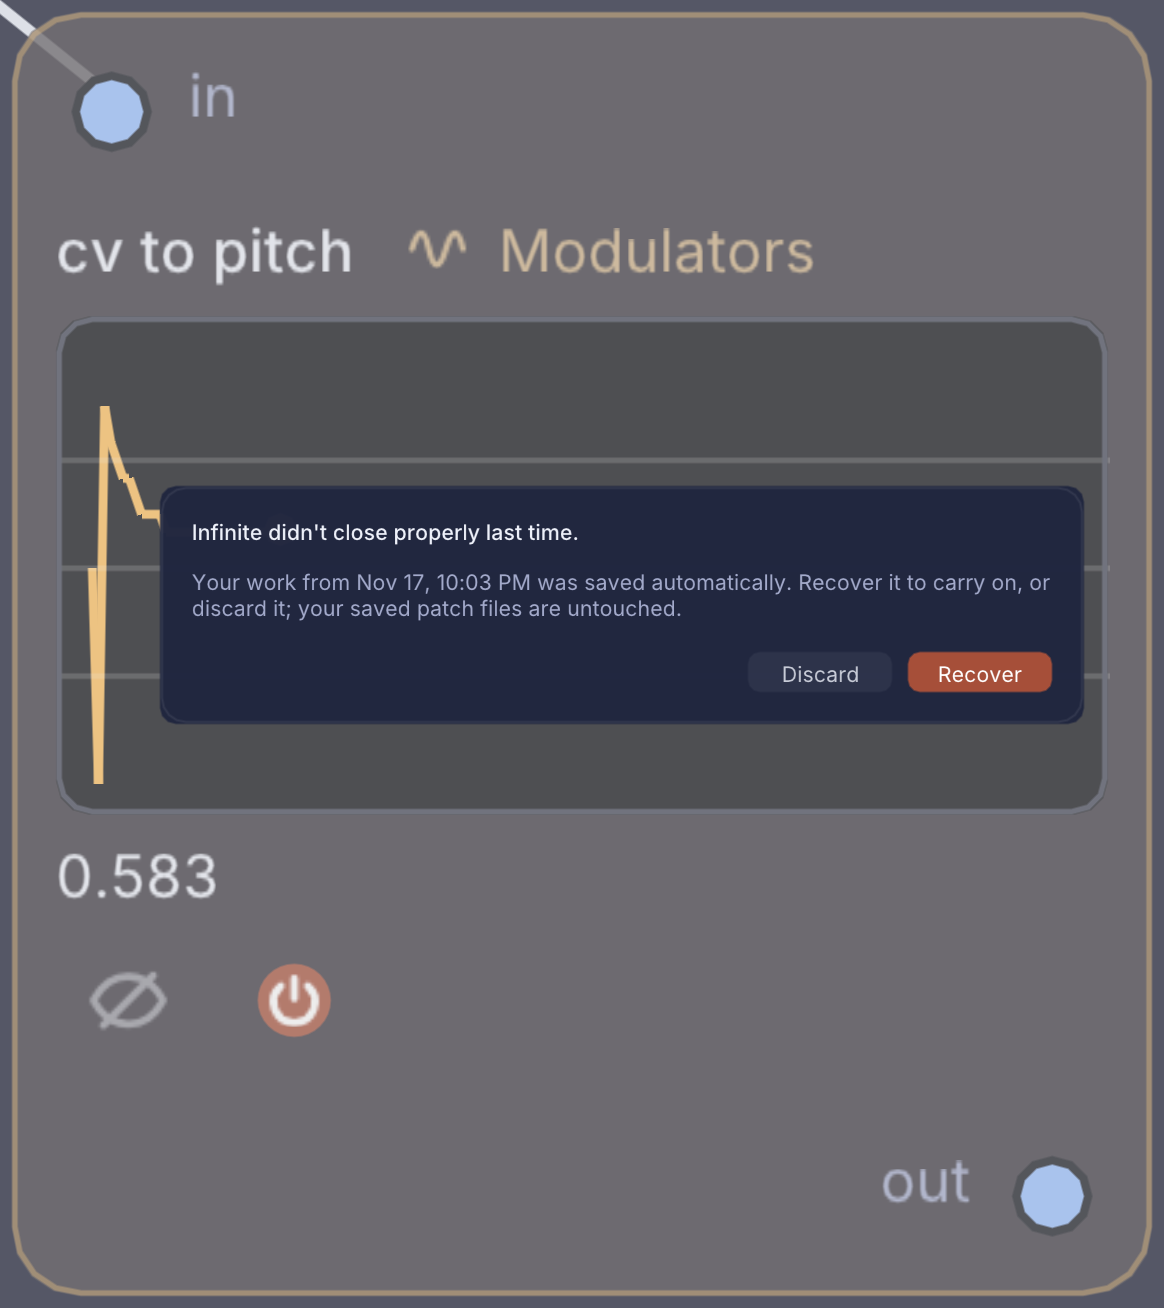 in
cv to pitch Modulators
Infinite didn't close properly last time.
Your work from Nov 17, 10:03 PM was saved automatically. Recover it to carry on, or
discard it; your saved patch files are untouched.
Discard Recover
0.583
out